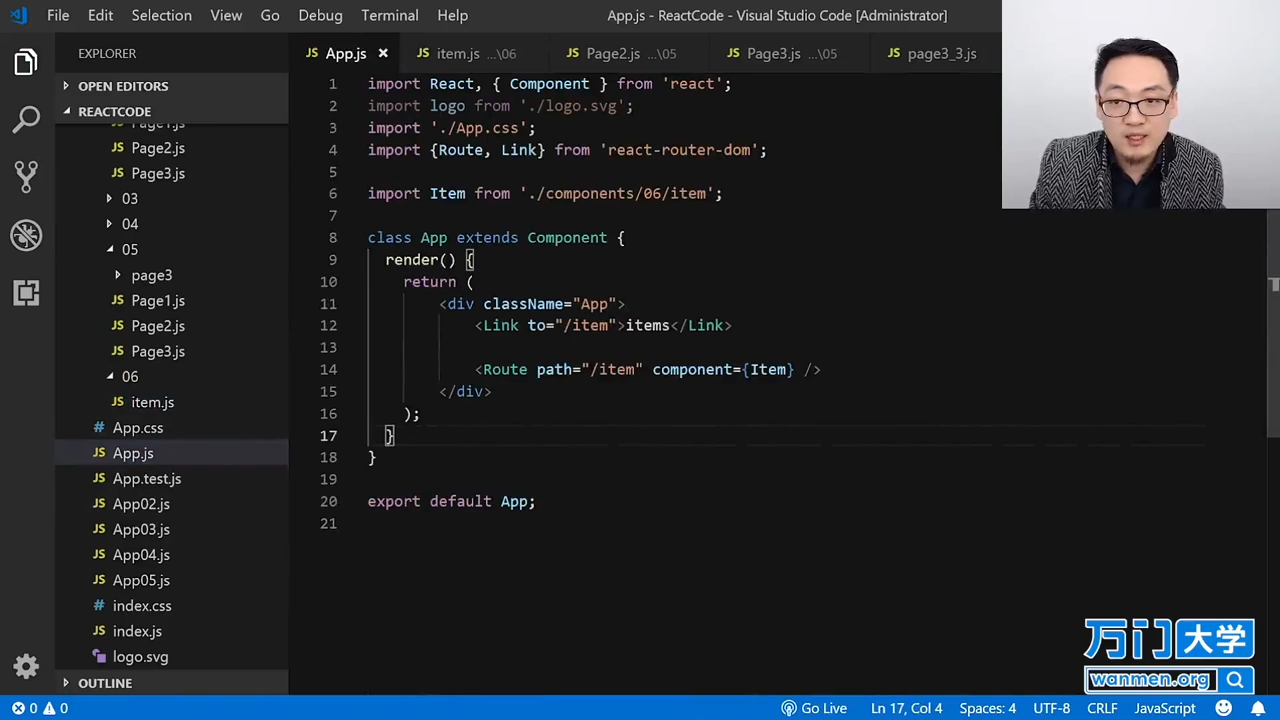 File Edit Selection View Go Debug Terminal Help
App.js - ReactCode - Visual Studio Code [Administrator]
EXPLORER
OPEN EDITORS
REACTCODE
Page1.js
Page2.js
Page3.js
03
04
05
page3
Page1.js
Page2.js
Page3.js
06
JS item.js
# App.css
JS App.js
JS App.test.js
JS App02.js
JS App03.js
JS App04.js
JS App05.js
# index.css
JS index.js
logo.svg
OUTLINE
JS App.js × JS item.js ...\06 JS Page2.js ...\05 JS Page3.js ...\05 JS page3_3.js
1 import React, { Component } from 'react';
2 import logo from './logo.svg';
3 import './App.css';
4 import {Route, Link} from 'react-router-dom';
5
6 import Item from './components/06/item';
7
8 class App extends Component {
9 render() {
10 return (
11 <div className="App">
12 <Link to="/item">items</Link>
13
14 <Route path="/item" component={Item} />
15 </div>
16 );
17 }
18 }
19
20 export default App;
21
万门大学
wanmen.org
0 0 Go Live Ln 17, Col 4 Spaces: 4 UTF-8 CRLF JavaScript